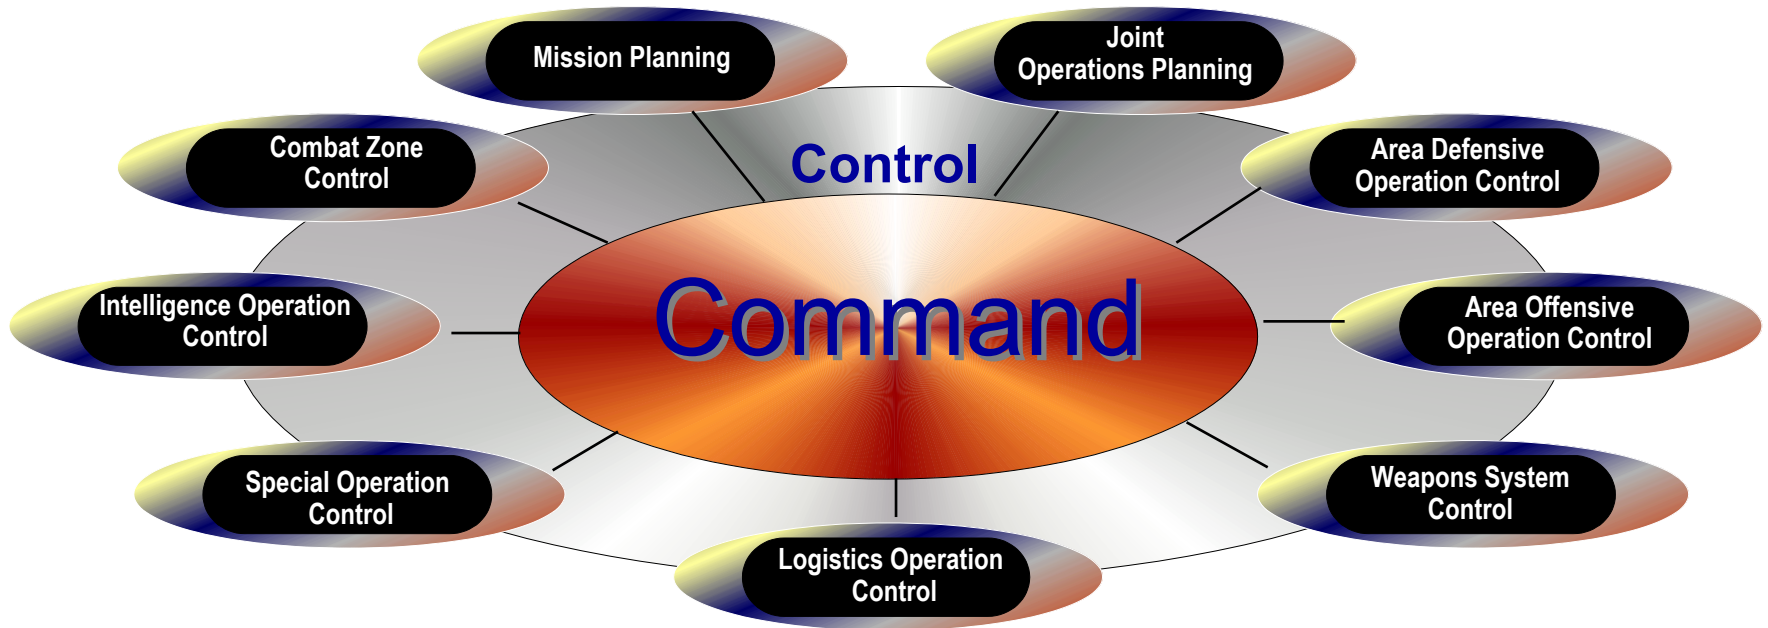 Mission Planning
Joint
Operations Planning
Combat Zone
Control
Control
Area Defensive
Operation Control
Command
Intelligence Operation
Control
Area Offensive
Operation Control
Special Operation
Control
Weapons System
Control
Logistics Operation
Control